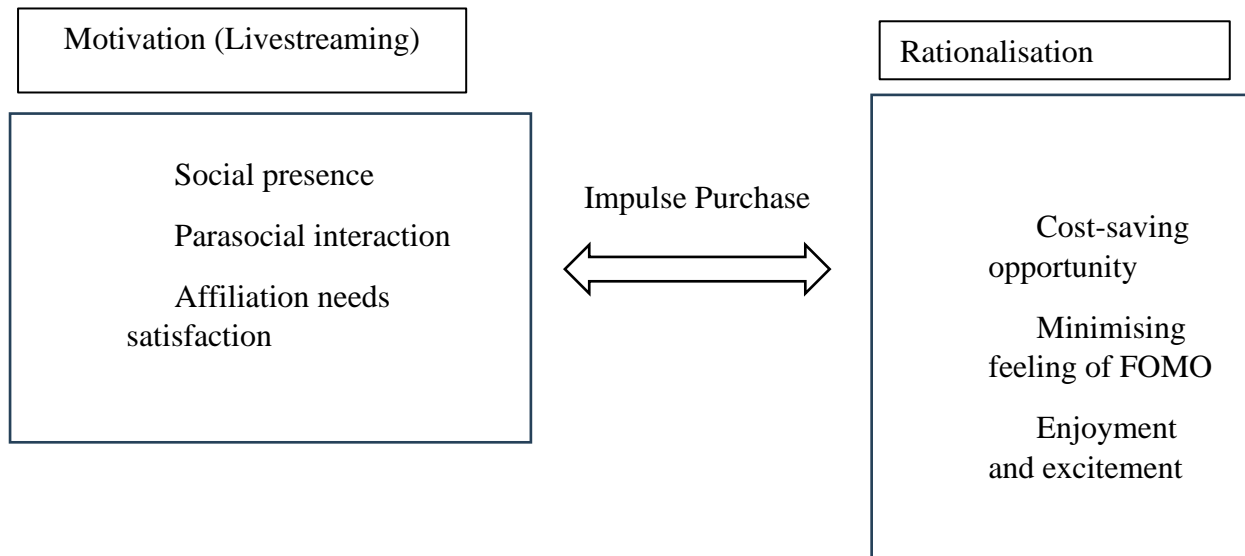 Motivation (Livestreaming)
Social presence
Parasocial interaction
Affiliation needs
satisfaction
Impulse Purchase
Rationalisation
Cost-saving
opportunity
Minimising
feeling of FOMO
Enjoyment
and excitement